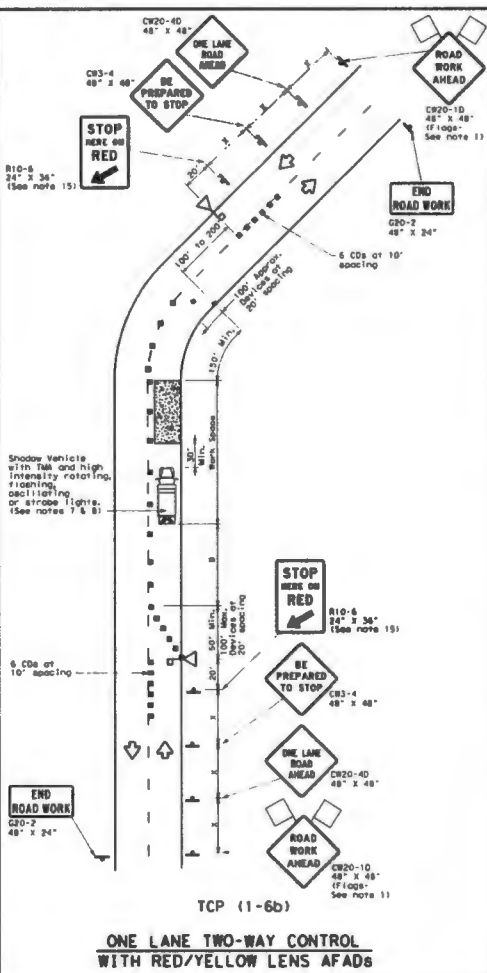 CW20-4D
48" X 48"
ONE LANE
ROAD
AHEAD
CW3-4
48" X 48"
BE
PREPARED
TO STOP
ROAD
WORK
AHEAD
CW20-1D
48" X 48"
(Flags-
See note 1)
STOP
HERE ON
RED
R10-6
24" X 36"
(See note 15)
20'
X
X
X
END
ROAD WORK
G20-2
48" X 24"
100' to 200'
6 CDs at 10'
spacing
100' Approx.
Devices at
20' spacing
150' Min.
Work Space
30'
Min.
Shadow Vehicle
with TMA and high
intensity rotating,
flashing,
oscillating
or strobe lights.
(See notes 7 & 8)
B
50' Min.
100' Max.
Devices at
20' spacing
STOP
HERE ON
RED
R10-6
24" X 36"
(See note 15)
6 CDs at
10' spacing
20'
X
X
X
BE
PREPARED
TO STOP
CW3-4
48" X 48"
ONE LANE
ROAD
AHEAD
CW20-4D
48" X 48"
END
ROAD WORK
G20-2
48" X 24"
ROAD
WORK
AHEAD
CW20-1D
48" X 48"
(Flags-
See note 1)
TCP (1-6b)
ONE LANE TWO-WAY CONTROL
WITH RED/YELLOW LENS AFADs